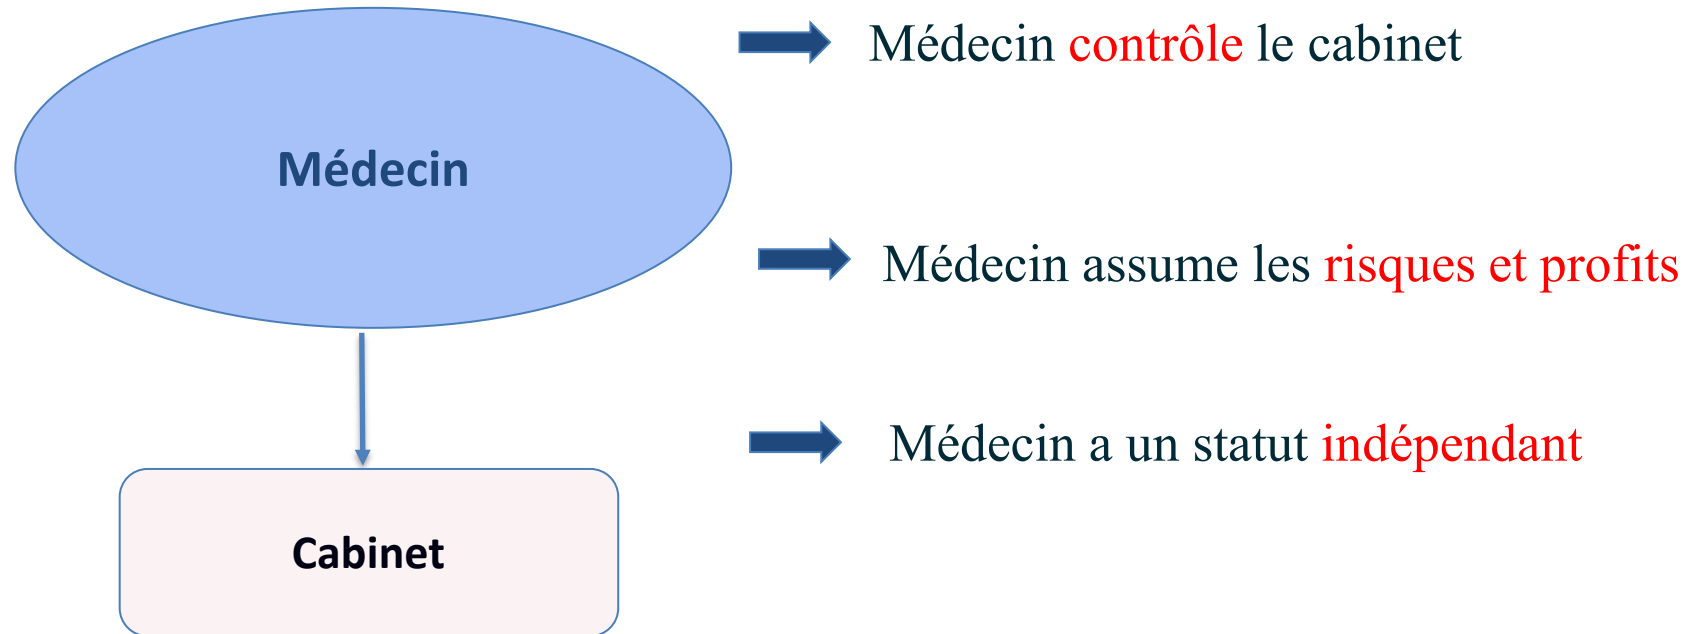 Médecin contrôle le cabinet
Médecin
Médecin assume les risques et profits
Médecin a un statut indépendant
Cabinet